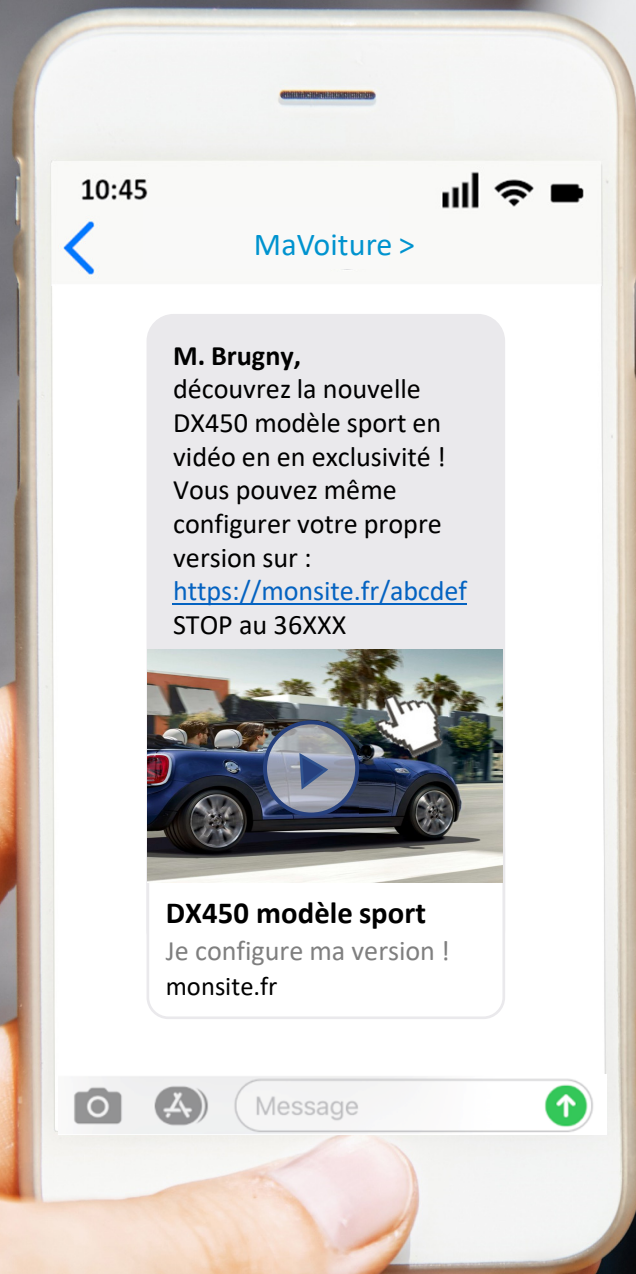 10:45
MaVoiture >
M. Brugny,
découvrez la nouvelle
DX450 modèle sport en
vidéo en en exclusivité !
Vous pouvez même
configurer votre propre
version sur :
https://monsite.fr/abcdef
STOP au 36XXX
DX450 modèle sport
Je configure ma version !
monsite.fr
Message